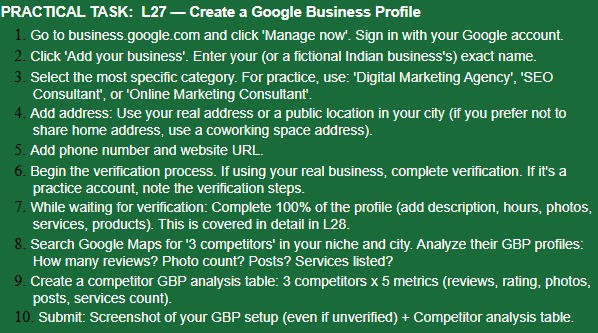 PRACTICAL TASK:  L27 — Create a Google Business Profile
1. Go to business.google.com and click 'Manage now'. Sign in with your Google account.
2. Click 'Add your business'. Enter your (or a fictional Indian business's) exact name.
3. Select the most specific category. For practice, use: 'Digital Marketing Agency', 'SEO
Consultant', or 'Online Marketing Consultant'.
4. Add address: Use your real address or a public location in your city (if you prefer not to
share home address, use a coworking space address).
5. Add phone number and website URL.
6. Begin the verification process. If using your real business, complete verification. If it's a
practice account, note the verification steps.
7. While waiting for verification: Complete 100% of the profile (add description, hours, photos,
services, products). This is covered in detail in L28.
8. Search Google Maps for '3 competitors' in your niche and city. Analyze their GBP profiles:
How many reviews? Photo count? Posts? Services listed?
9. Create a competitor GBP analysis table: 3 competitors x 5 metrics (reviews, rating, photos,
posts, services count).
10. Submit: Screenshot of your GBP setup (even if unverified) + Competitor analysis table.